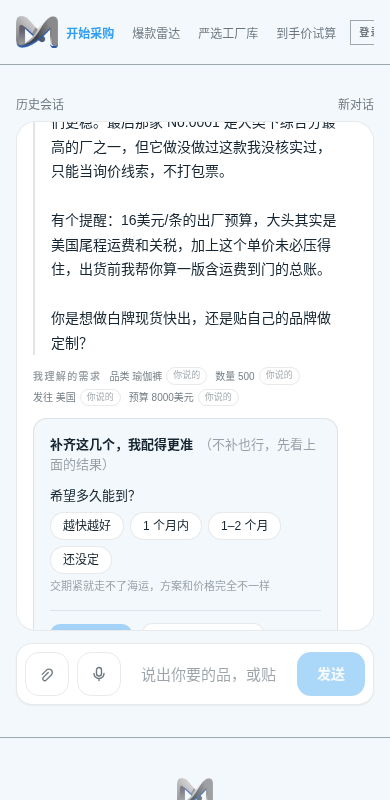 开始采购 爆款雷达 严选工厂库 到手价试算
历史会话 新对话
们更稳。最后那家 No.0001 是大类下综合分最
高的厂之一，但它做没做过这款我没核实过，
只能当询价线索，不打包票。
有个提醒：16美元/条的出厂预算，大头其实是
美国尾程运费和关税，加上这个单价未必压得
住，出货前我帮你算一版含运费到门的总账。
你是想做白牌现货快出，还是贴自己的品牌做
定制？
我理解的需求 品类 瑜伽裤 你说的 数量 500 你说的
发往 美国 你说的 预算 8000美元 你说的
补齐这几个，我配得更准 （不补也行，先看上
面的结果）
希望多久能到？
越快越好 1 个月内 1–2 个月
还没定
交期紧就走不了海运，方案和价格完全不一样
说出你要的品，或贴 发送